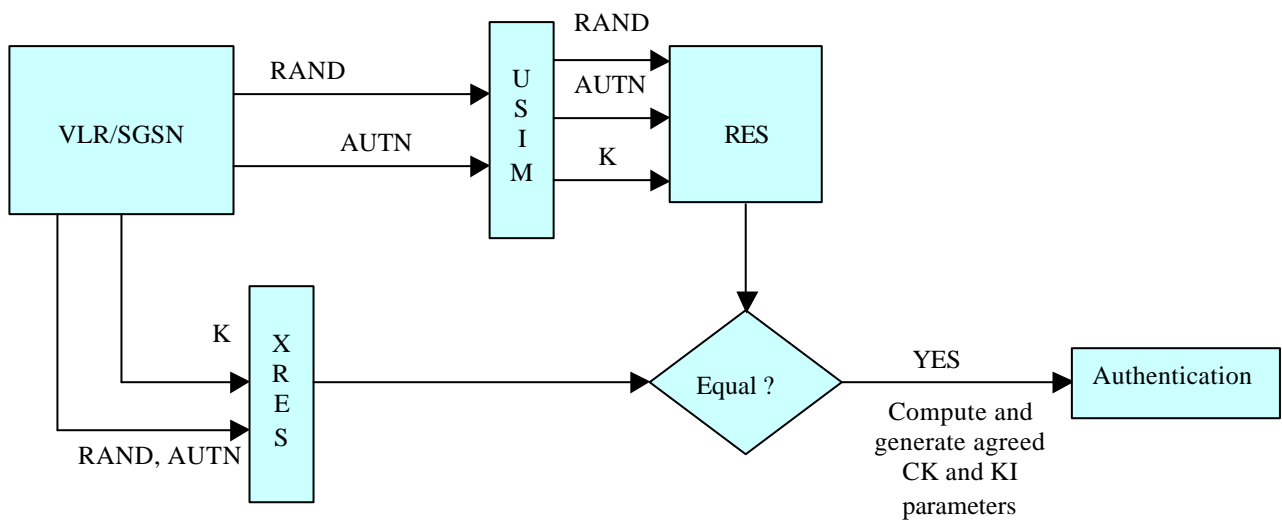 RAND
RAND
U
S
I
M
AUTN
VLR/SGSN
RES
AUTN
K
K
X
R
E
S
RAND, AUTN
Equal ?
YES
Authentication
Compute and
generate agreed
CK and KI
parameters